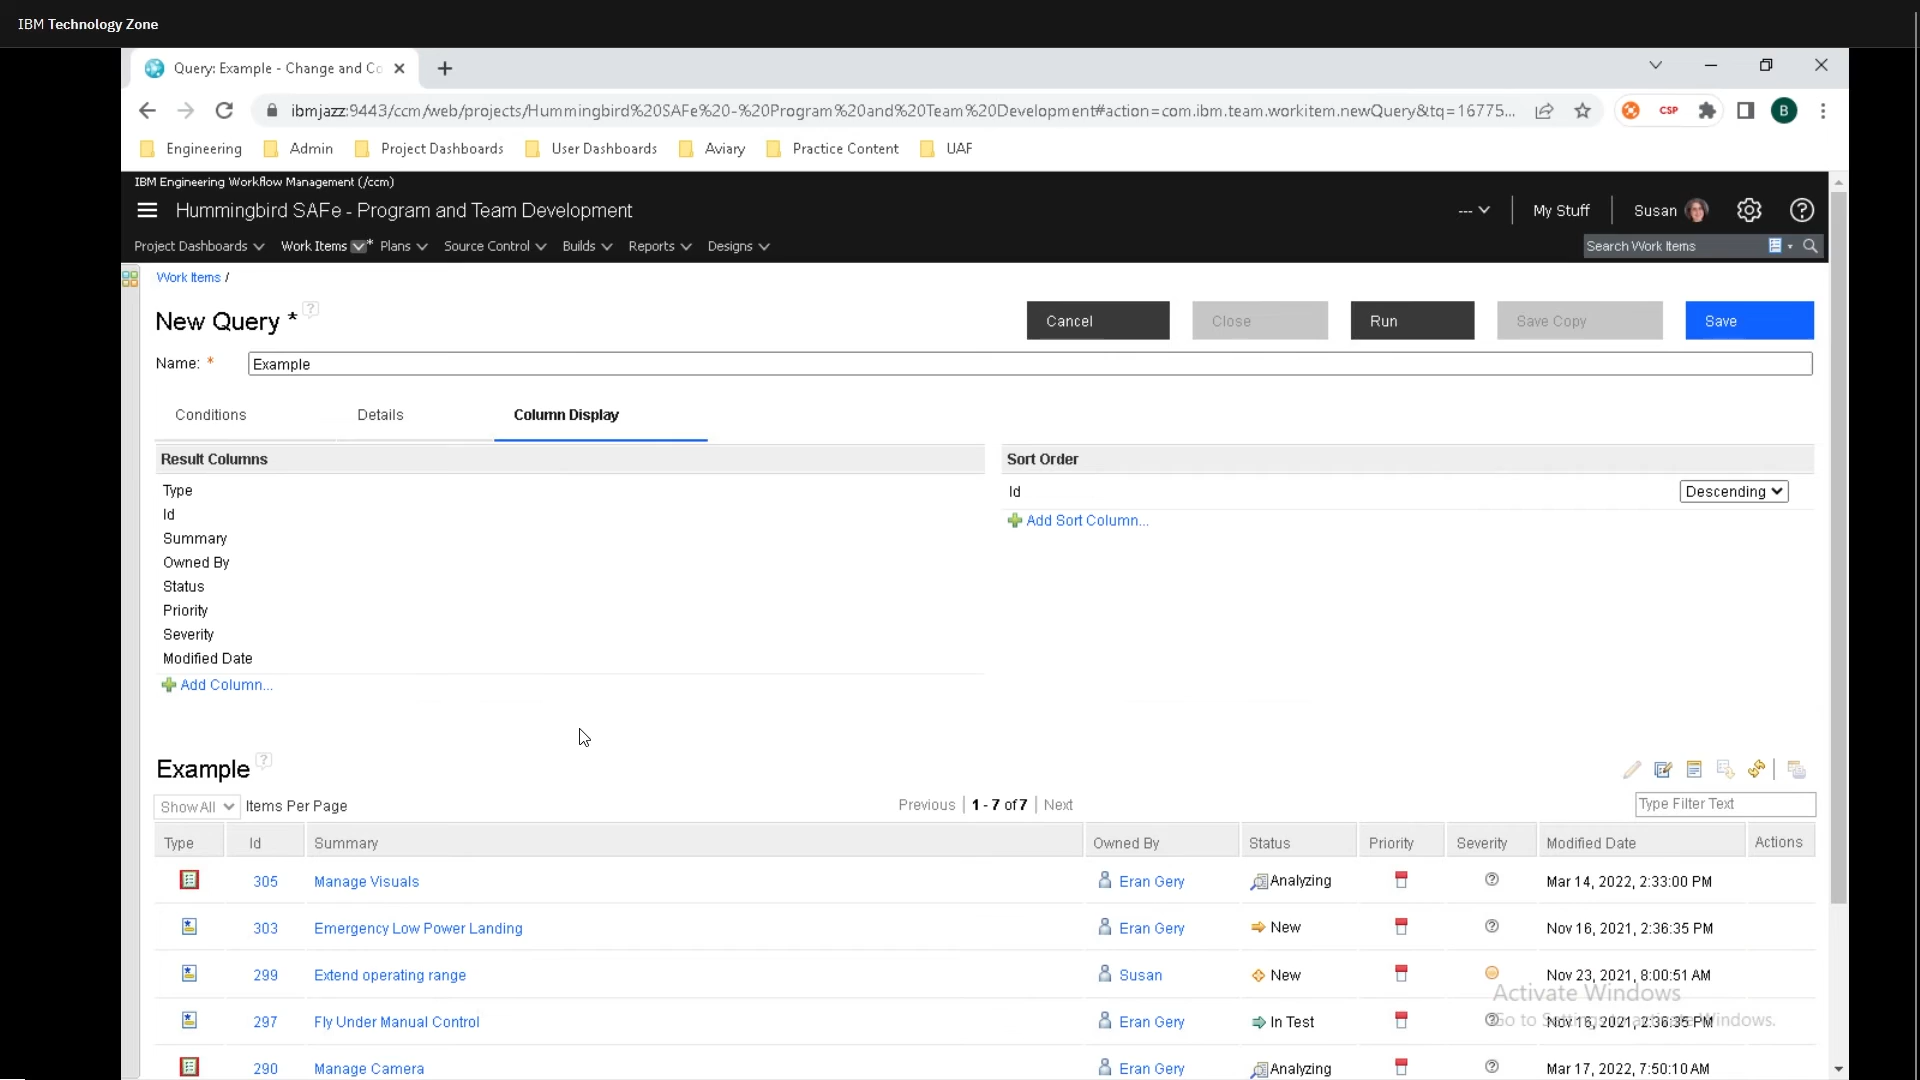 IBM Technology Zone
Query: Example - Change and Co
ibmjazz:9443/ccm/web/projects/Hummingbird%20SAFe%20-%20Program%20and%20Team%20Development#action=com.ibm.team.workitem.newQuery&tq=16775...
CSP
B
Engineering Admin Project Dashboards User Dashboards Aviary Practice Content UAF
IBM Engineering Workflow Management (/ccm)
Hummingbird SAFe - Program and Team Development
--- My Stuff Susan
Project Dashboards Work Items * Plans Source Control Builds Reports Designs
Search Work Items
Work Items /
New Query * ?
Cancel Close Run Save Copy Save
Name: * Example
Conditions Details Column Display
Result Columns Sort Order
Type
Id
Summary
Owned By
Status
Priority
Severity
Modified Date
Add Column...
Id Descending
Add Sort Column...
Example ?
Show All Items Per Page Previous | 1 - 7 of 7 | Next Type Filter Text
Type Id Summary Owned By Status Priority Severity Modified Date Actions
305 Manage Visuals Eran Gery Analyzing Mar 14, 2022, 2:33:00 PM
303 Emergency Low Power Landing Eran Gery New Nov 16, 2021, 2:36:35 PM
299 Extend operating range Susan New Nov 23, 2021, 8:00:51 AM
Activate Windows
297 Fly Under Manual Control Eran Gery In Test Nov 16, 2021, 2:36:35 PM
290 Manage Camera Eran Gery Analyzing Mar 17, 2022, 7:50:10 AM